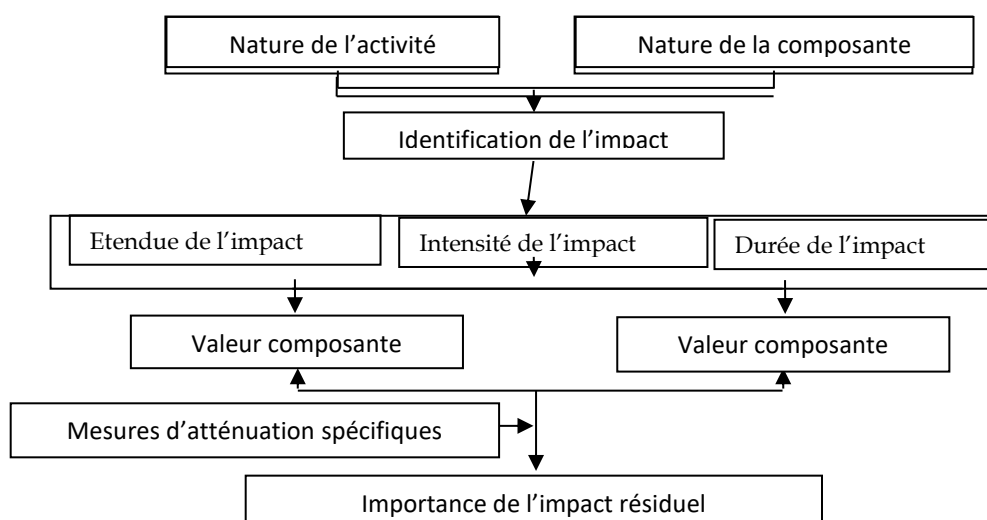 Nature de l’activité
Nature de la composante
Identification de l’impact
Etendue de l’impact
Intensité de l’impact
Durée de l’impact
Valeur composante
Valeur composante
Mesures d’atténuation spécifiques
Importance de l’impact résiduel